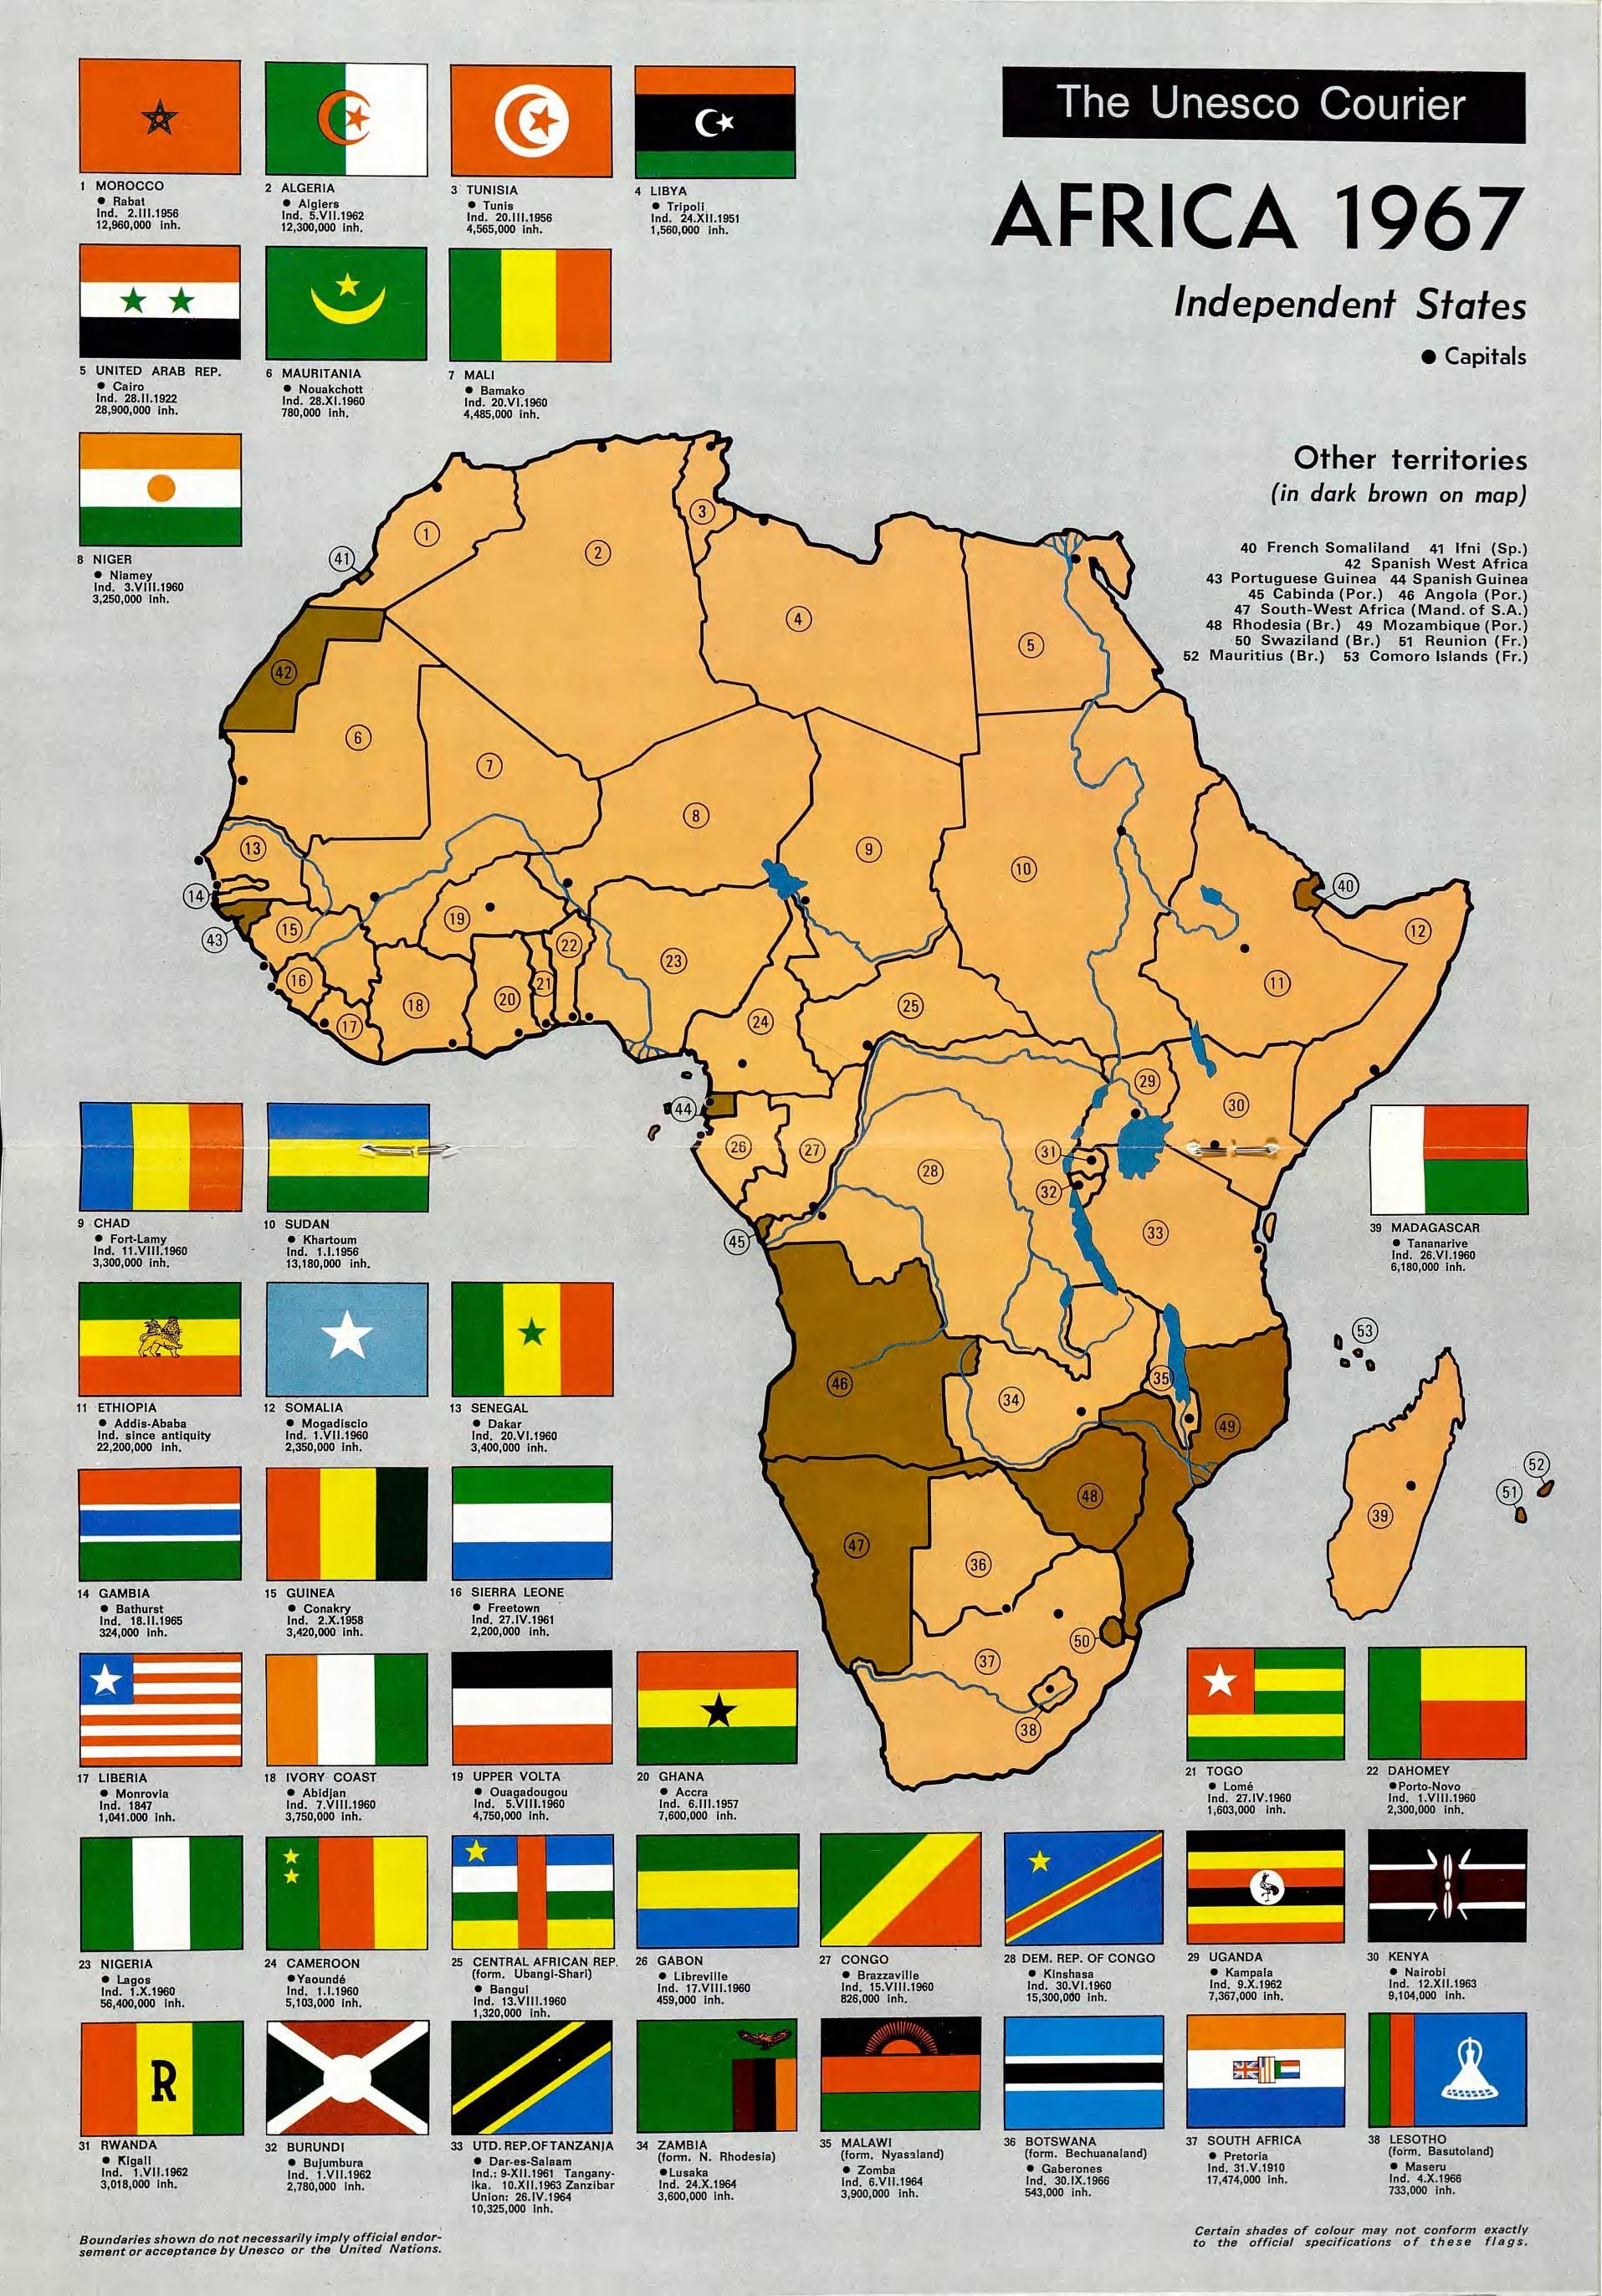 The Unesco Courier
AFRICA 1967
Independent States
● Capitals
1 MOROCCO
● Rabat
Ind. 2.III.1956
12,960,000 inh.
2 ALGERIA
● Algiers
Ind. 5.VII.1962
12,300,000 inh.
3 TUNISIA
● Tunis
Ind. 20.III.1956
4,565,000 inh.
4 LIBYA
● Tripoli
Ind. 24.XII.1951
1,560,000 inh.
5 UNITED ARAB REP.
● Cairo
Ind. 28.II.1922
28,900,000 inh.
6 MAURITANIA
● Nouakchott
Ind. 28.XI.1960
780,000 inh.
7 MALI
● Bamako
Ind. 20.VI.1960
4,485,000 inh.
8 NIGER
● Niamey
Ind. 3.VIII.1960
3,250,000 inh.
Other territories
(in dark brown on map)
40 French Somaliland 41 Ifni (Sp.)
42 Spanish West Africa
43 Portuguese Guinea 44 Spanish Guinea
45 Cabinda (Por.) 46 Angola (Por.)
47 South-West Africa (Mand. of S.A.)
48 Rhodesia (Br.) 49 Mozambique (Por.)
50 Swaziland (Br.) 51 Reunion (Fr.)
52 Mauritius (Br.) 53 Comoro Islands (Fr.)
3
1
2
41
4
5
42
6
7
8
9
13
10
40
14
19
12
15
43
22
23
11
16
21
18
20
25
17
24
29
30
44
26
27
31
28
32
33
45
53
35
46
34
49
52
51
48
39
47
36
50
37
38
9 CHAD
● Fort-Lamy
Ind. 11.VIII.1960
3,300,000 inh.
10 SUDAN
● Khartoum
Ind. 1.I.1956
13,180,000 inh.
39 MADAGASCAR
● Tananarive
Ind. 26.VI.1960
6,180,000 inh.
11 ETHIOPIA
● Addis-Ababa
Ind. since antiquity
22,200,000 inh.
12 SOMALIA
● Mogadiscio
Ind. 1.VII.1960
2,350,000 inh.
13 SENEGAL
● Dakar
Ind. 20.VI.1960
3,400,000 inh.
14 GAMBIA
● Bathurst
Ind. 18.II.1965
324,000 inh.
15 GUINEA
● Conakry
Ind. 2.X.1958
3,420,000 inh.
16 SIERRA LEONE
● Freetown
Ind. 27.IV.1961
2,200,000 inh.
17 LIBERIA
● Monrovia
Ind. 1847
1,041.000 inh.
18 IVORY COAST
● Abidjan
Ind. 7.VIII.1960
3,750,000 inh.
19 UPPER VOLTA
● Ouagadougou
Ind. 5.VIII.1960
4,750,000 inh.
20 GHANA
● Accra
Ind. 6.III.1957
7,600,000 inh.
21 TOGO
● Lomé
Ind. 27.IV.1960
1,603,000 inh.
22 DAHOMEY
● Porto-Novo
Ind. 1.VIII.1960
2,300,000 inh.
23 NIGERIA
● Lagos
Ind. 1.X.1960
56,400,000 inh.
24 CAMEROON
● Yaoundé
Ind. 1.I.1960
5,103,000 inh.
25 CENTRAL AFRICAN REP.
(form. Ubangi-Shari)
● Bangui
Ind. 13.VIII.1960
1,320,000 inh.
26 GABON
● Libreville
Ind. 17.VIII.1960
459,000 inh.
27 CONGO
● Brazzaville
Ind. 15.VIII.1960
826,000 inh.
28 DEM. REP. OF CONGO
● Kinshasa
Ind. 30.VI.1960
15,300,000 inh.
29 UGANDA
● Kampala
Ind. 9.X.1962
7,367,000 inh.
30 KENYA
● Nairobi
Ind. 12.XII.1963
9,104,000 inh.
R
31 RWANDA
● Kigali
Ind. 1.VII.1962
3,018,000 inh.
32 BURUNDI
● Bujumbura
Ind. 1.VII.1962
2,780,000 inh.
33 UTD. REP. OF TANZANIA
● Dar-es-Salaam
Ind.: 9-XII.1961 Tangany-
ika. 10.XII.1963 Zanzibar
Union: 26.IV.1964
10,325,000 inh.
34 ZAMBIA
(form. N. Rhodesia)
● Lusaka
Ind. 24.X.1964
3,600,000 inh.
35 MALAWI
(form. Nyassland)
● Zomba
Ind. 6.VII.1964
3,900,000 inh.
36 BOTSWANA
(form. Bechuanaland)
● Gaberones
Ind. 30.IX.1966
543,000 inh.
37 SOUTH AFRICA
● Pretoria
Ind. 31.V.1910
17,474,000 inh.
38 LESOTHO
(form. Basutoland)
● Maseru
Ind. 4.X.1966
733,000 inh.
Boundaries shown do not necessarily imply official endor-
sement or acceptance by Unesco or the United Nations.
Certain shades of colour may not conform exactly
to the official specifications of these flags.